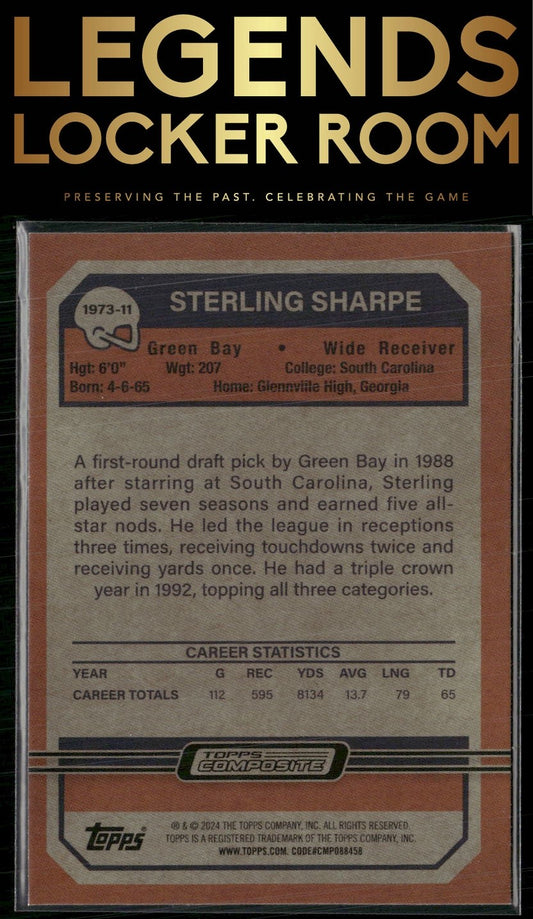 LEGENDS
LOCKER ROOM
PRESERVING THE PAST. CELEBRATING THE GAME
1973-11
STERLING SHARPE
Green Bay • Wide Receiver
Hgt: 6'0" Wgt: 207 College: South Carolina
Born: 4-6-65 Home: Glennville High, Georgia
A first-round draft pick by Green Bay in 1988
after starring at South Carolina, Sterling
played seven seasons and earned five all-
star nods. He led the league in receptions
three times, receiving touchdowns twice and
receiving yards once. He had a triple crown
year in 1992, topping all three categories.
CAREER STATISTICS
YEAR G REC YDS AVG LNG TD
CAREER TOTALS 112 595 8134 13.7 79 65
TOPPS
COMPOSITE
topps
® & © 2024 THE TOPPS COMPANY, INC. ALL RIGHTS RESERVED.
TOPPS IS A REGISTERED TRADEMARK OF THE TOPPS COMPANY, INC.
WWW.TOPPS.COM. CODE#CMP088458